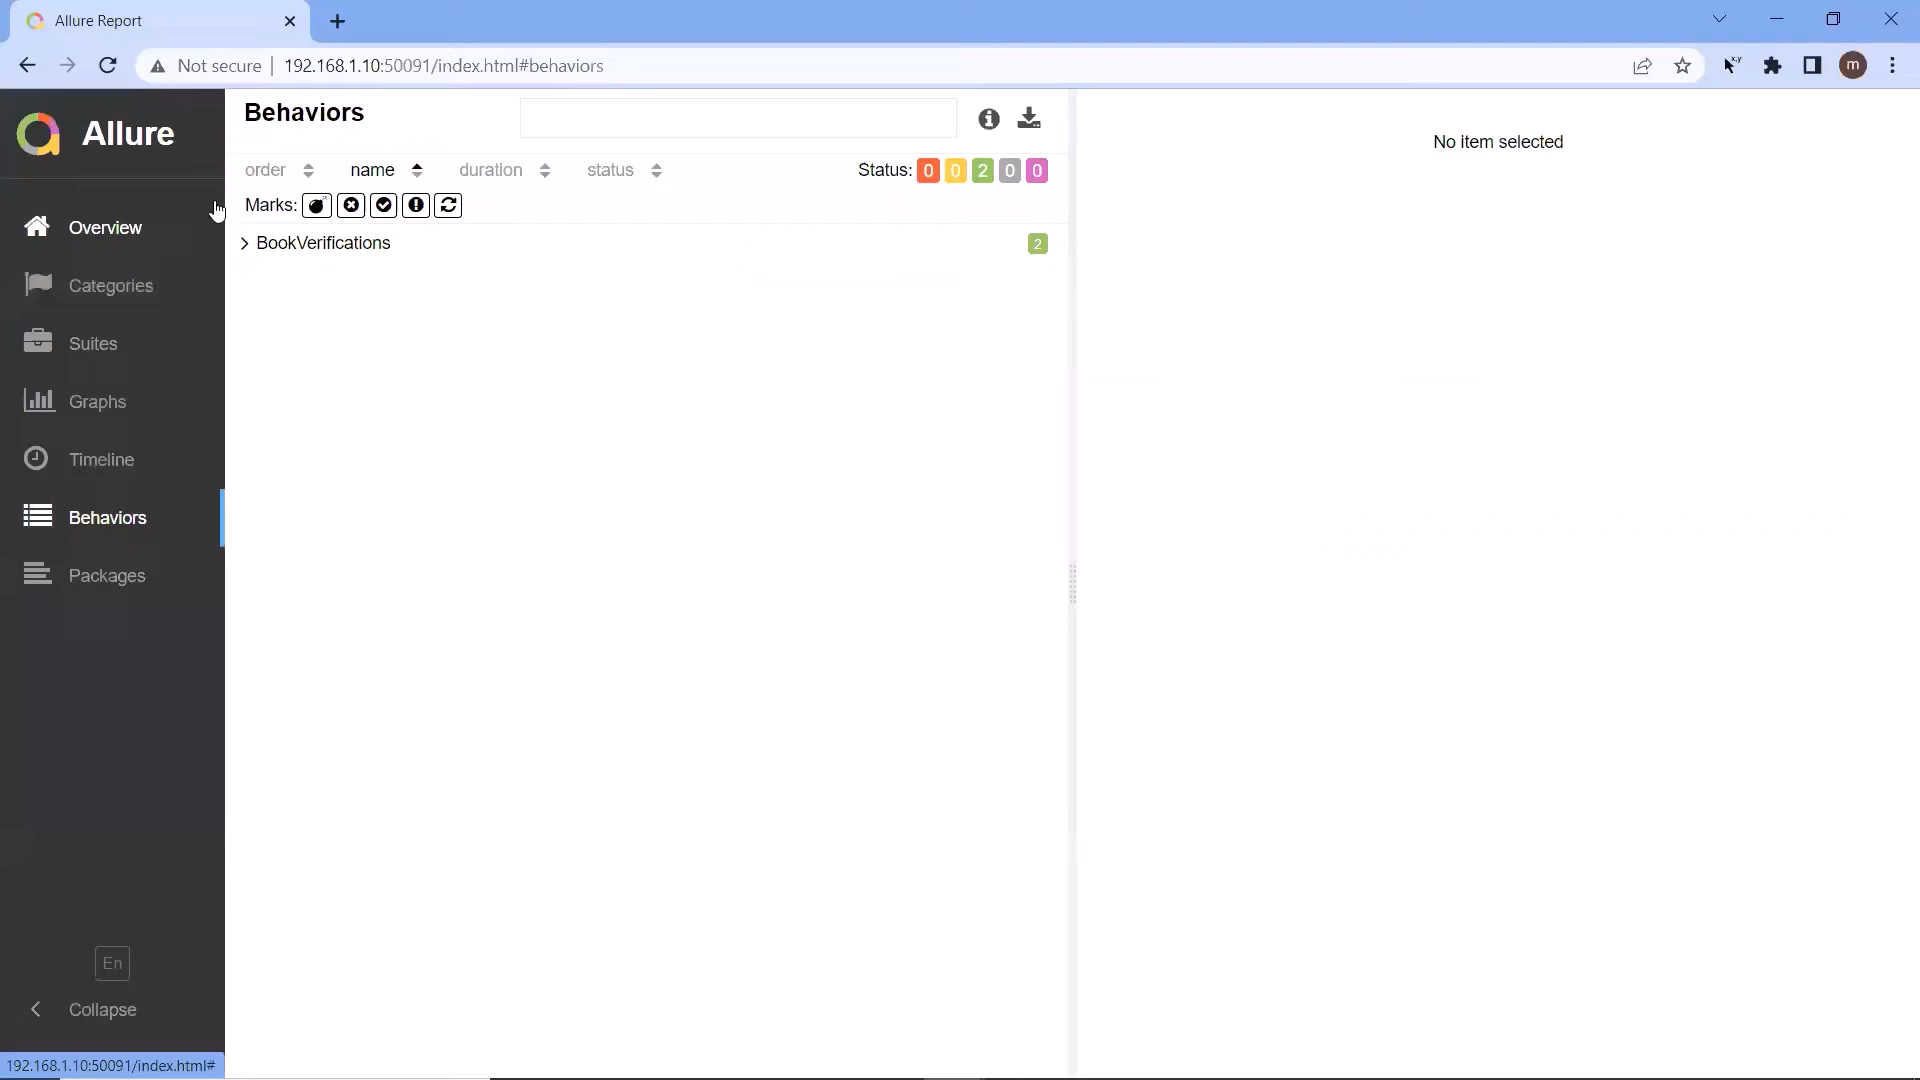 Allure Report
Not secure
192.168.1.10:50091/index.html#behaviors
m
Allure
Overview
Categories
Suites
Graphs
Timeline
Behaviors
Packages
En
Collapse
192.168.1.10:50091/index.html#
Behaviors
order name duration status Status: 0 0 2 0 0
Marks:
BookVerifications 2
No item selected